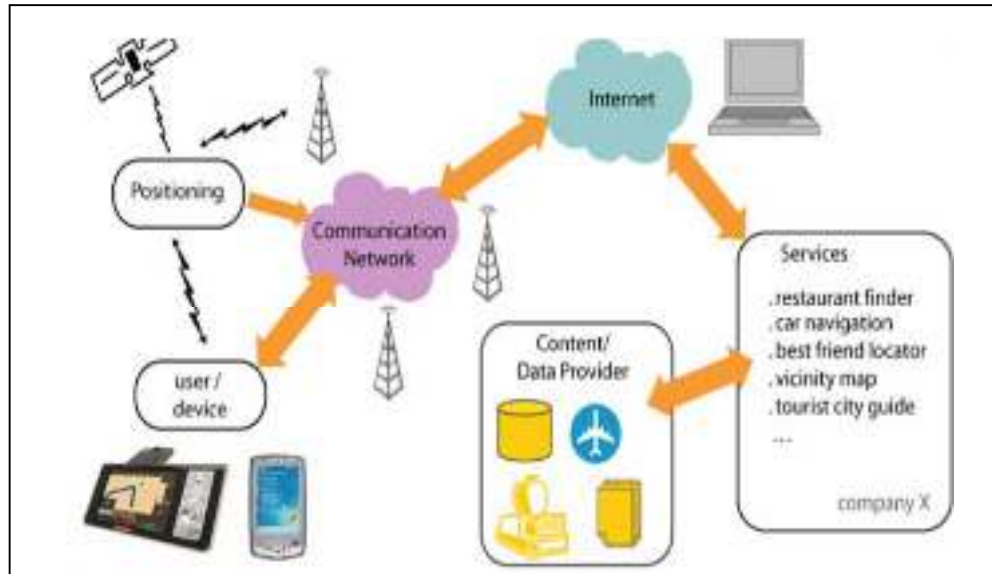 Internet
Positioning
Communication
Network
Services
.restaurant finder
.car navigation
.best friend locator
.vicinity map
.tourist city guide
...
company X
Content/
Data Provider
user /
device